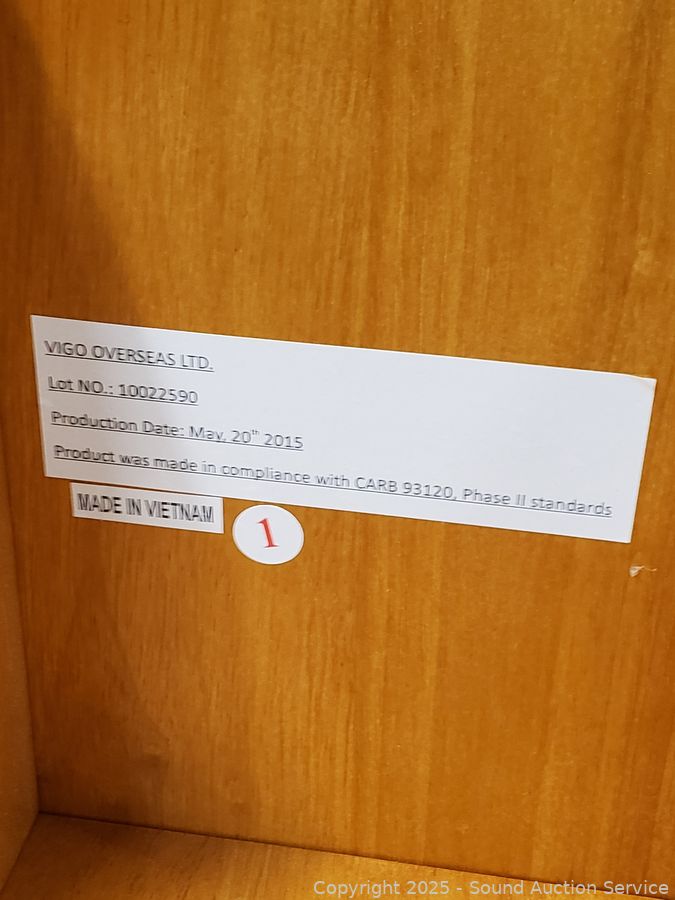 VIGO OVERSEAS LTD.
Lot NO.: 10022590
Production Date: May, 20th 2015
Product was made in compliance with CARB 93120, Phase II standards
MADE IN VIETNAM
1
Copyright 2025 - Sound Auction Service